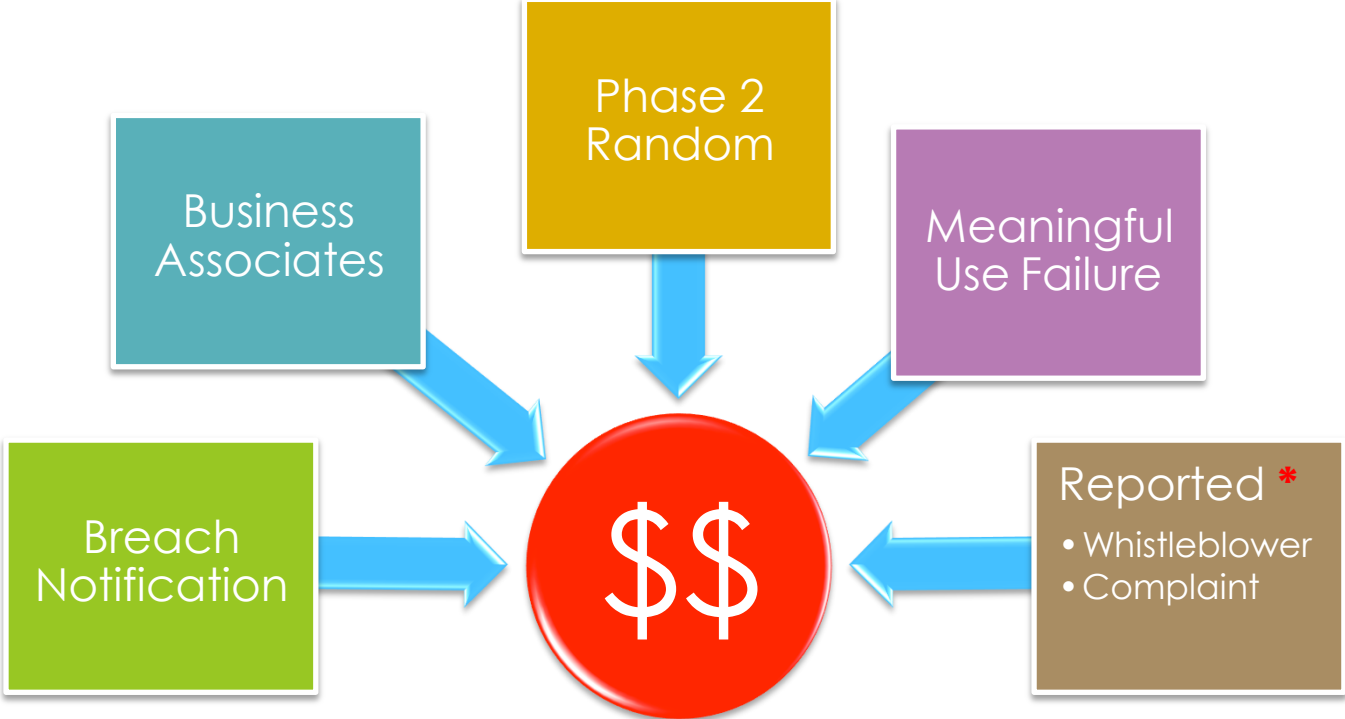 Phase 2
Random
Business
Associates
Meaningful
Use Failure
Breach
Notification
$$
Reported *
• Whistleblower
• Complaint